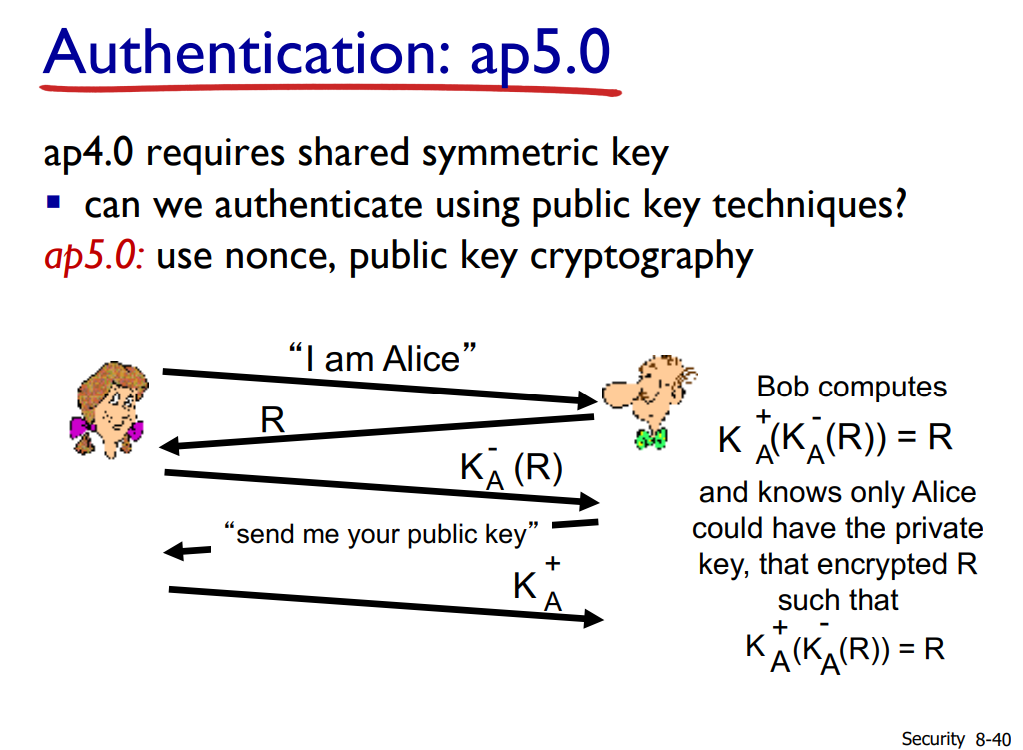 Authentication: ap5.0
ap4.0 requires shared symmetric key
▪ can we authenticate using public key techniques?
ap5.0: use nonce, public key cryptography
“I am Alice”
R
K_A^- (R)
“send me your public key”
K_A^+
Bob computes
K_A^+(K_A^-(R)) = R
and knows only Alice
could have the private
key, that encrypted R
such that
K_A^+(K_A^-(R)) = R
Security 8-40